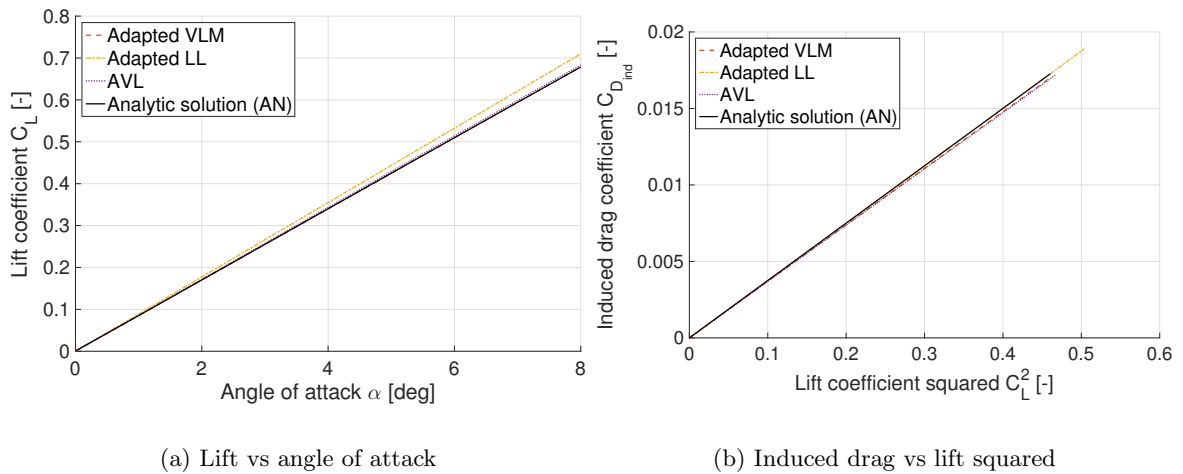 0.8
0.7
0.6
0.5
0.4
0.3
0.2
0.1
0
Lift coefficient C_L [-]
Adapted VLM
Adapted LL
AVL
Analytic solution (AN)
0 2 4 6 8
Angle of attack α [deg]
(a) Lift vs angle of attack
0.02
0.015
0.01
0.005
0
Induced drag coefficient C_{D_{ind}} [-]
Adapted VLM
Adapted LL
AVL
Analytic solution (AN)
0 0.1 0.2 0.3 0.4 0.5 0.6
Lift coefficient squared C_L^2 [-]
(b) Induced drag vs lift squared